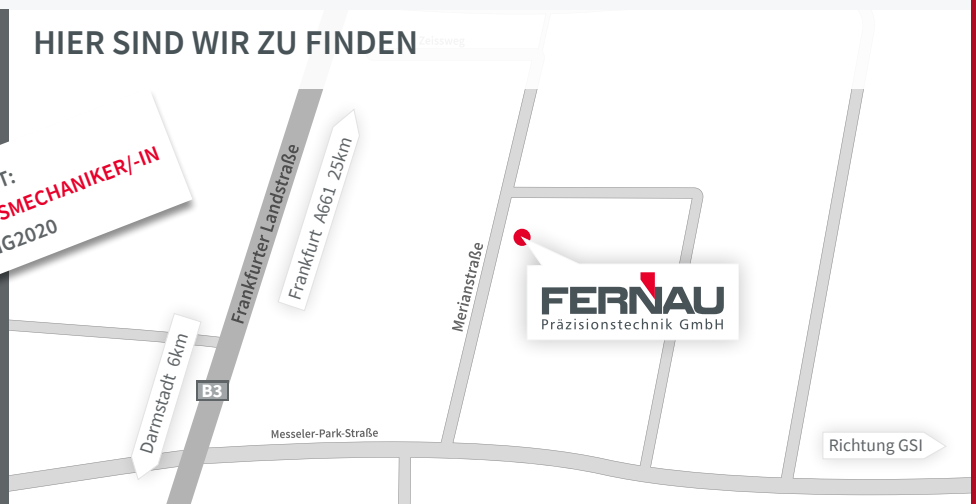 HIER SIND WIR ZU FINDEN
Zeissweg
T:
SMECHANIKER/-IN
G2020
Frankfurter Landstraße
Frankfurt A661 25km
Merianstraße
FERNAU
Präzisionstechnik GmbH
Darmstadt 6km
B3
Messeler-Park-Straße
Richtung GSI